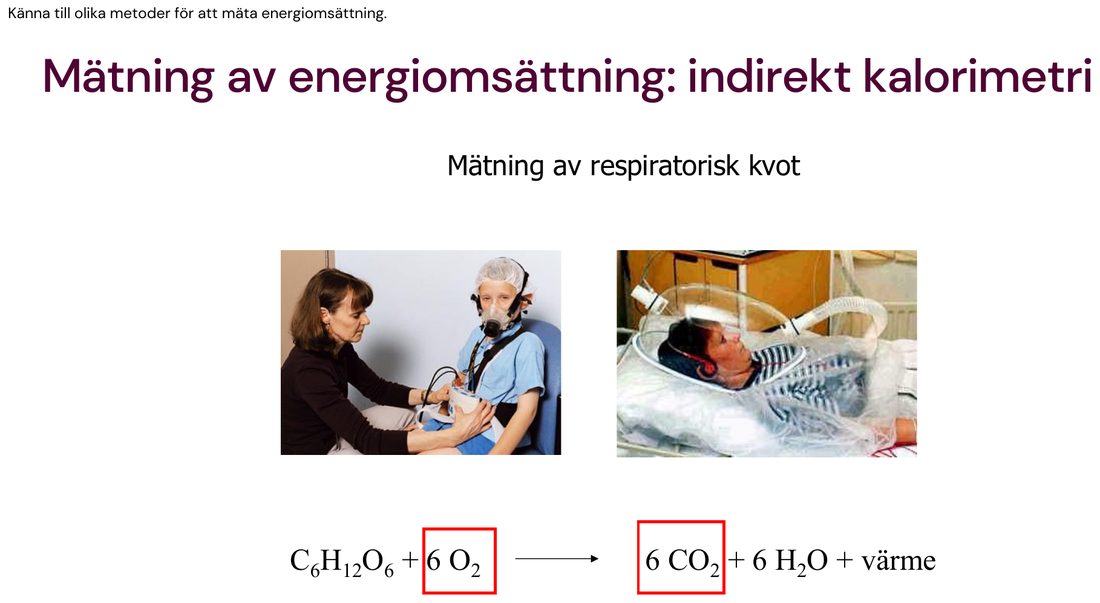 Känna till olika metoder för att mäta energiomsättning.
Mätning av energiomsättning: indirekt kalorimetri
Mätning av respiratorisk kvot
C₆H₁₂O₆ + 6 O₂ → 6 CO₂ + 6 H₂O + värme